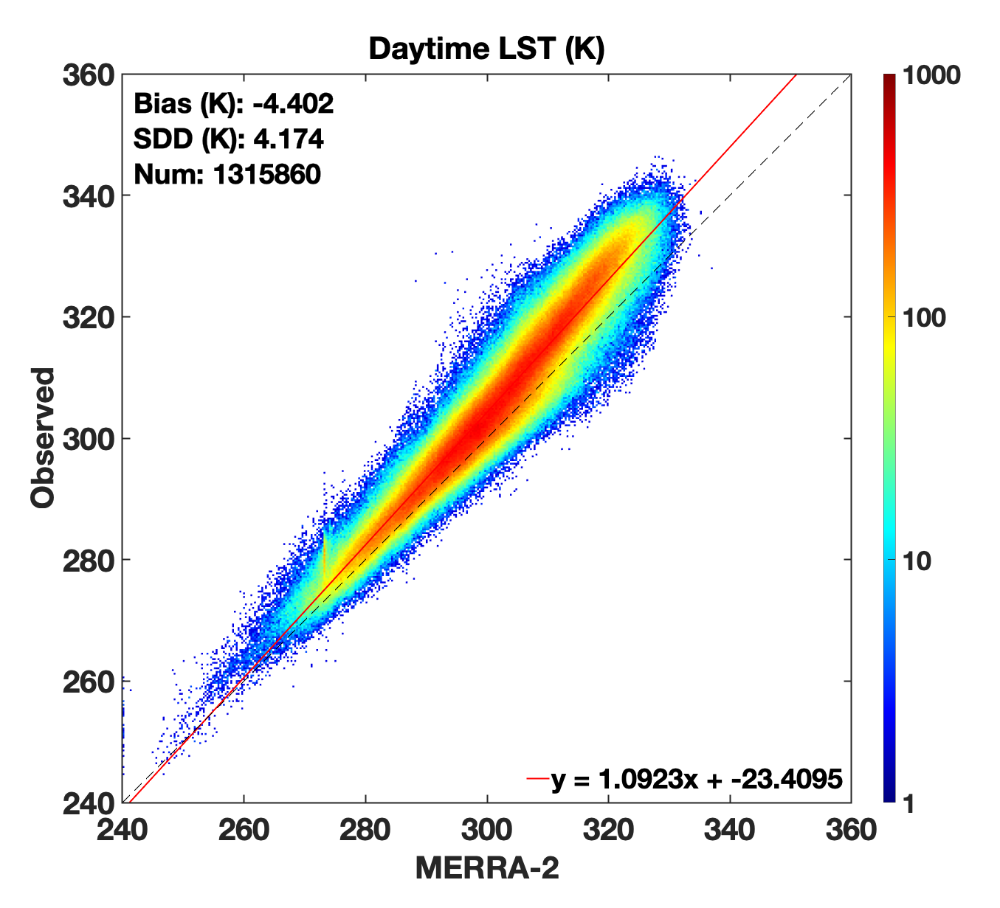 Daytime LST (K)
Bias (K): -4.402
SDD (K): 4.174
Num: 1315860
360
340
320
300
280
260
240
Observed
240 260 280 300 320 340 360
MERRA-2
y = 1.0923x + -23.4095
1000
100
10
1